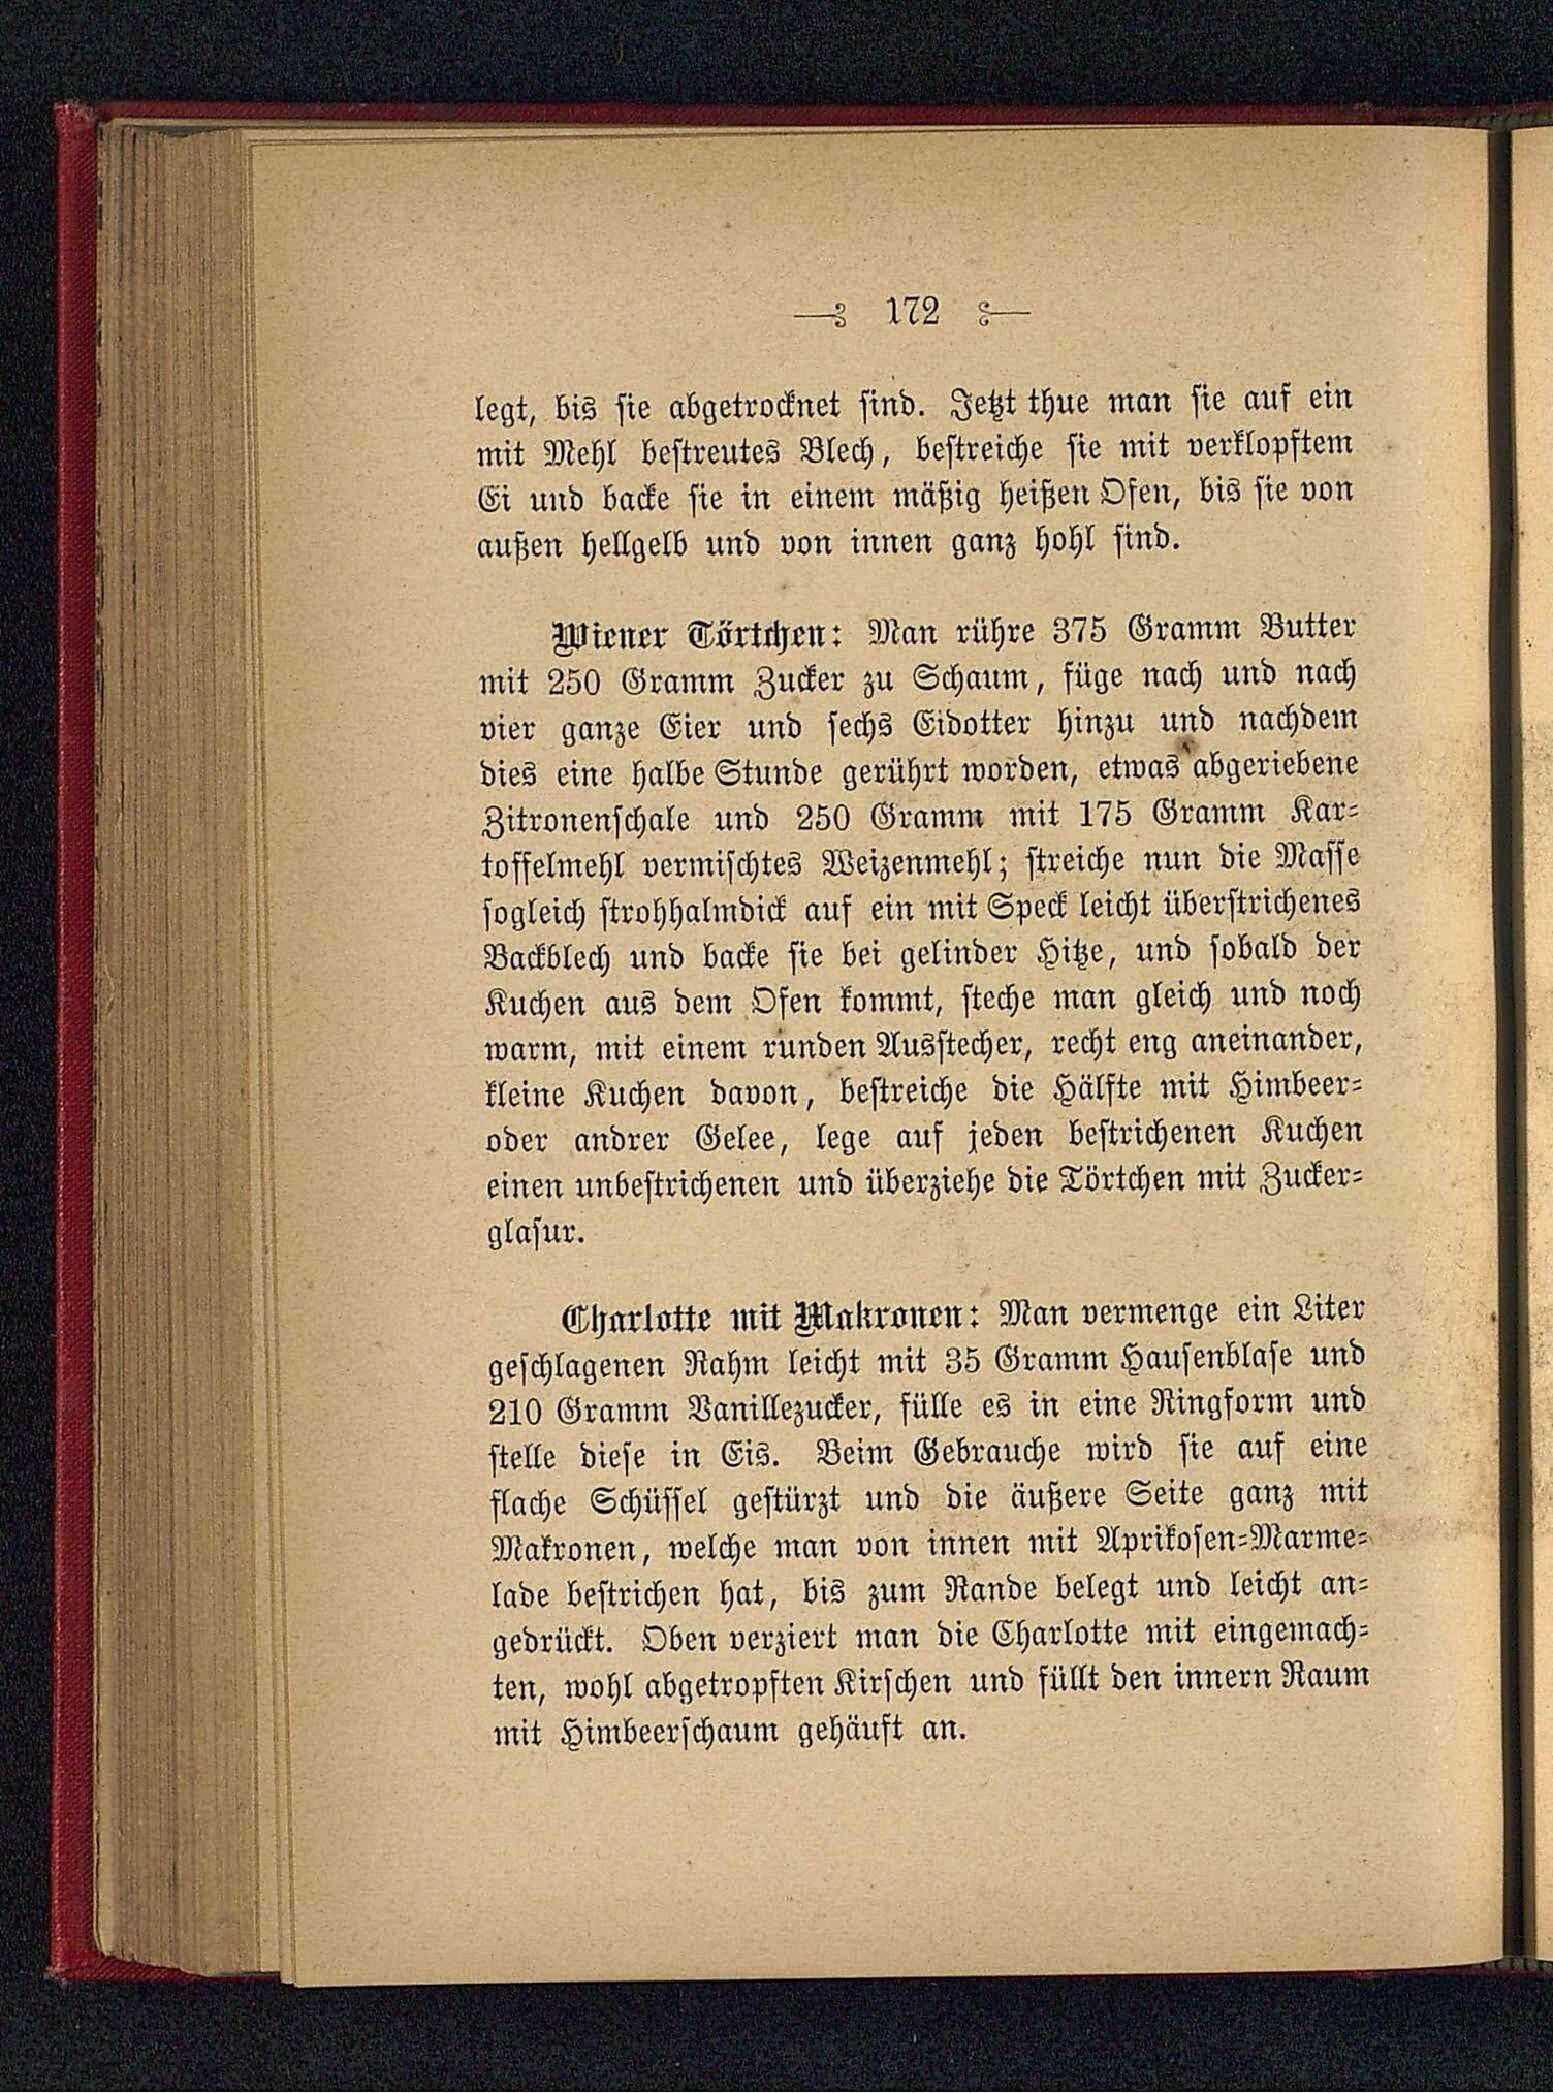 172
legt, bis sie abgetrocknet sind. Jetzt thue man sie auf ein
mit Mehl bestreutes Blech, bestreiche sie mit verklopftem
Ei und backe sie in einem mäßig heißen Ofen, bis sie von
außen hellgelb und von innen ganz hohl sind.
Wiener Törtchen: Man rühre 375 Gramm Butter
mit 250 Gramm Zucker zu Schaum, füge nach und nach
vier ganze Eier und sechs Eidotter hinzu und nachdem
dies eine halbe Stunde gerührt worden, etwas abgeriebene
Zitronenschale und 250 Gramm mit 175 Gramm Kar-
toffelmehl vermischtes Weizenmehl; streiche nun die Masse
sogleich strohhalmdick auf ein mit Speck leicht überstrichenes
Backblech und backe sie bei gelinder Hitze, und sobald der
Kuchen aus dem Ofen kommt, steche man gleich und noch
warm, mit einem runden Ausstecher, recht eng aneinander,
kleine Kuchen davon, bestreiche die Hälfte mit Himbeer-
oder andrer Gelee, lege auf jeden bestrichenen Kuchen
einen unbestrichenen und überziehe die Törtchen mit Zucker-
glasur.
Charlotte mit Makronen: Man vermenge ein Liter
geschlagenen Rahm leicht mit 35 Gramm Hausenblase und
210 Gramm Vanillezucker, fülle es in eine Ringform und
stelle diese in Eis. Beim Gebrauche wird sie auf eine
flache Schüssel gestürzt und die äußere Seite ganz mit
Makronen, welche man von innen mit Aprikosen-Marme-
lade bestrichen hat, bis zum Rande belegt und leicht an-
gedrückt. Oben verziert man die Charlotte mit eingemach-
ten, wohl abgetropften Kirschen und füllt den innern Raum
mit Himbeerschaum gehäuft an.